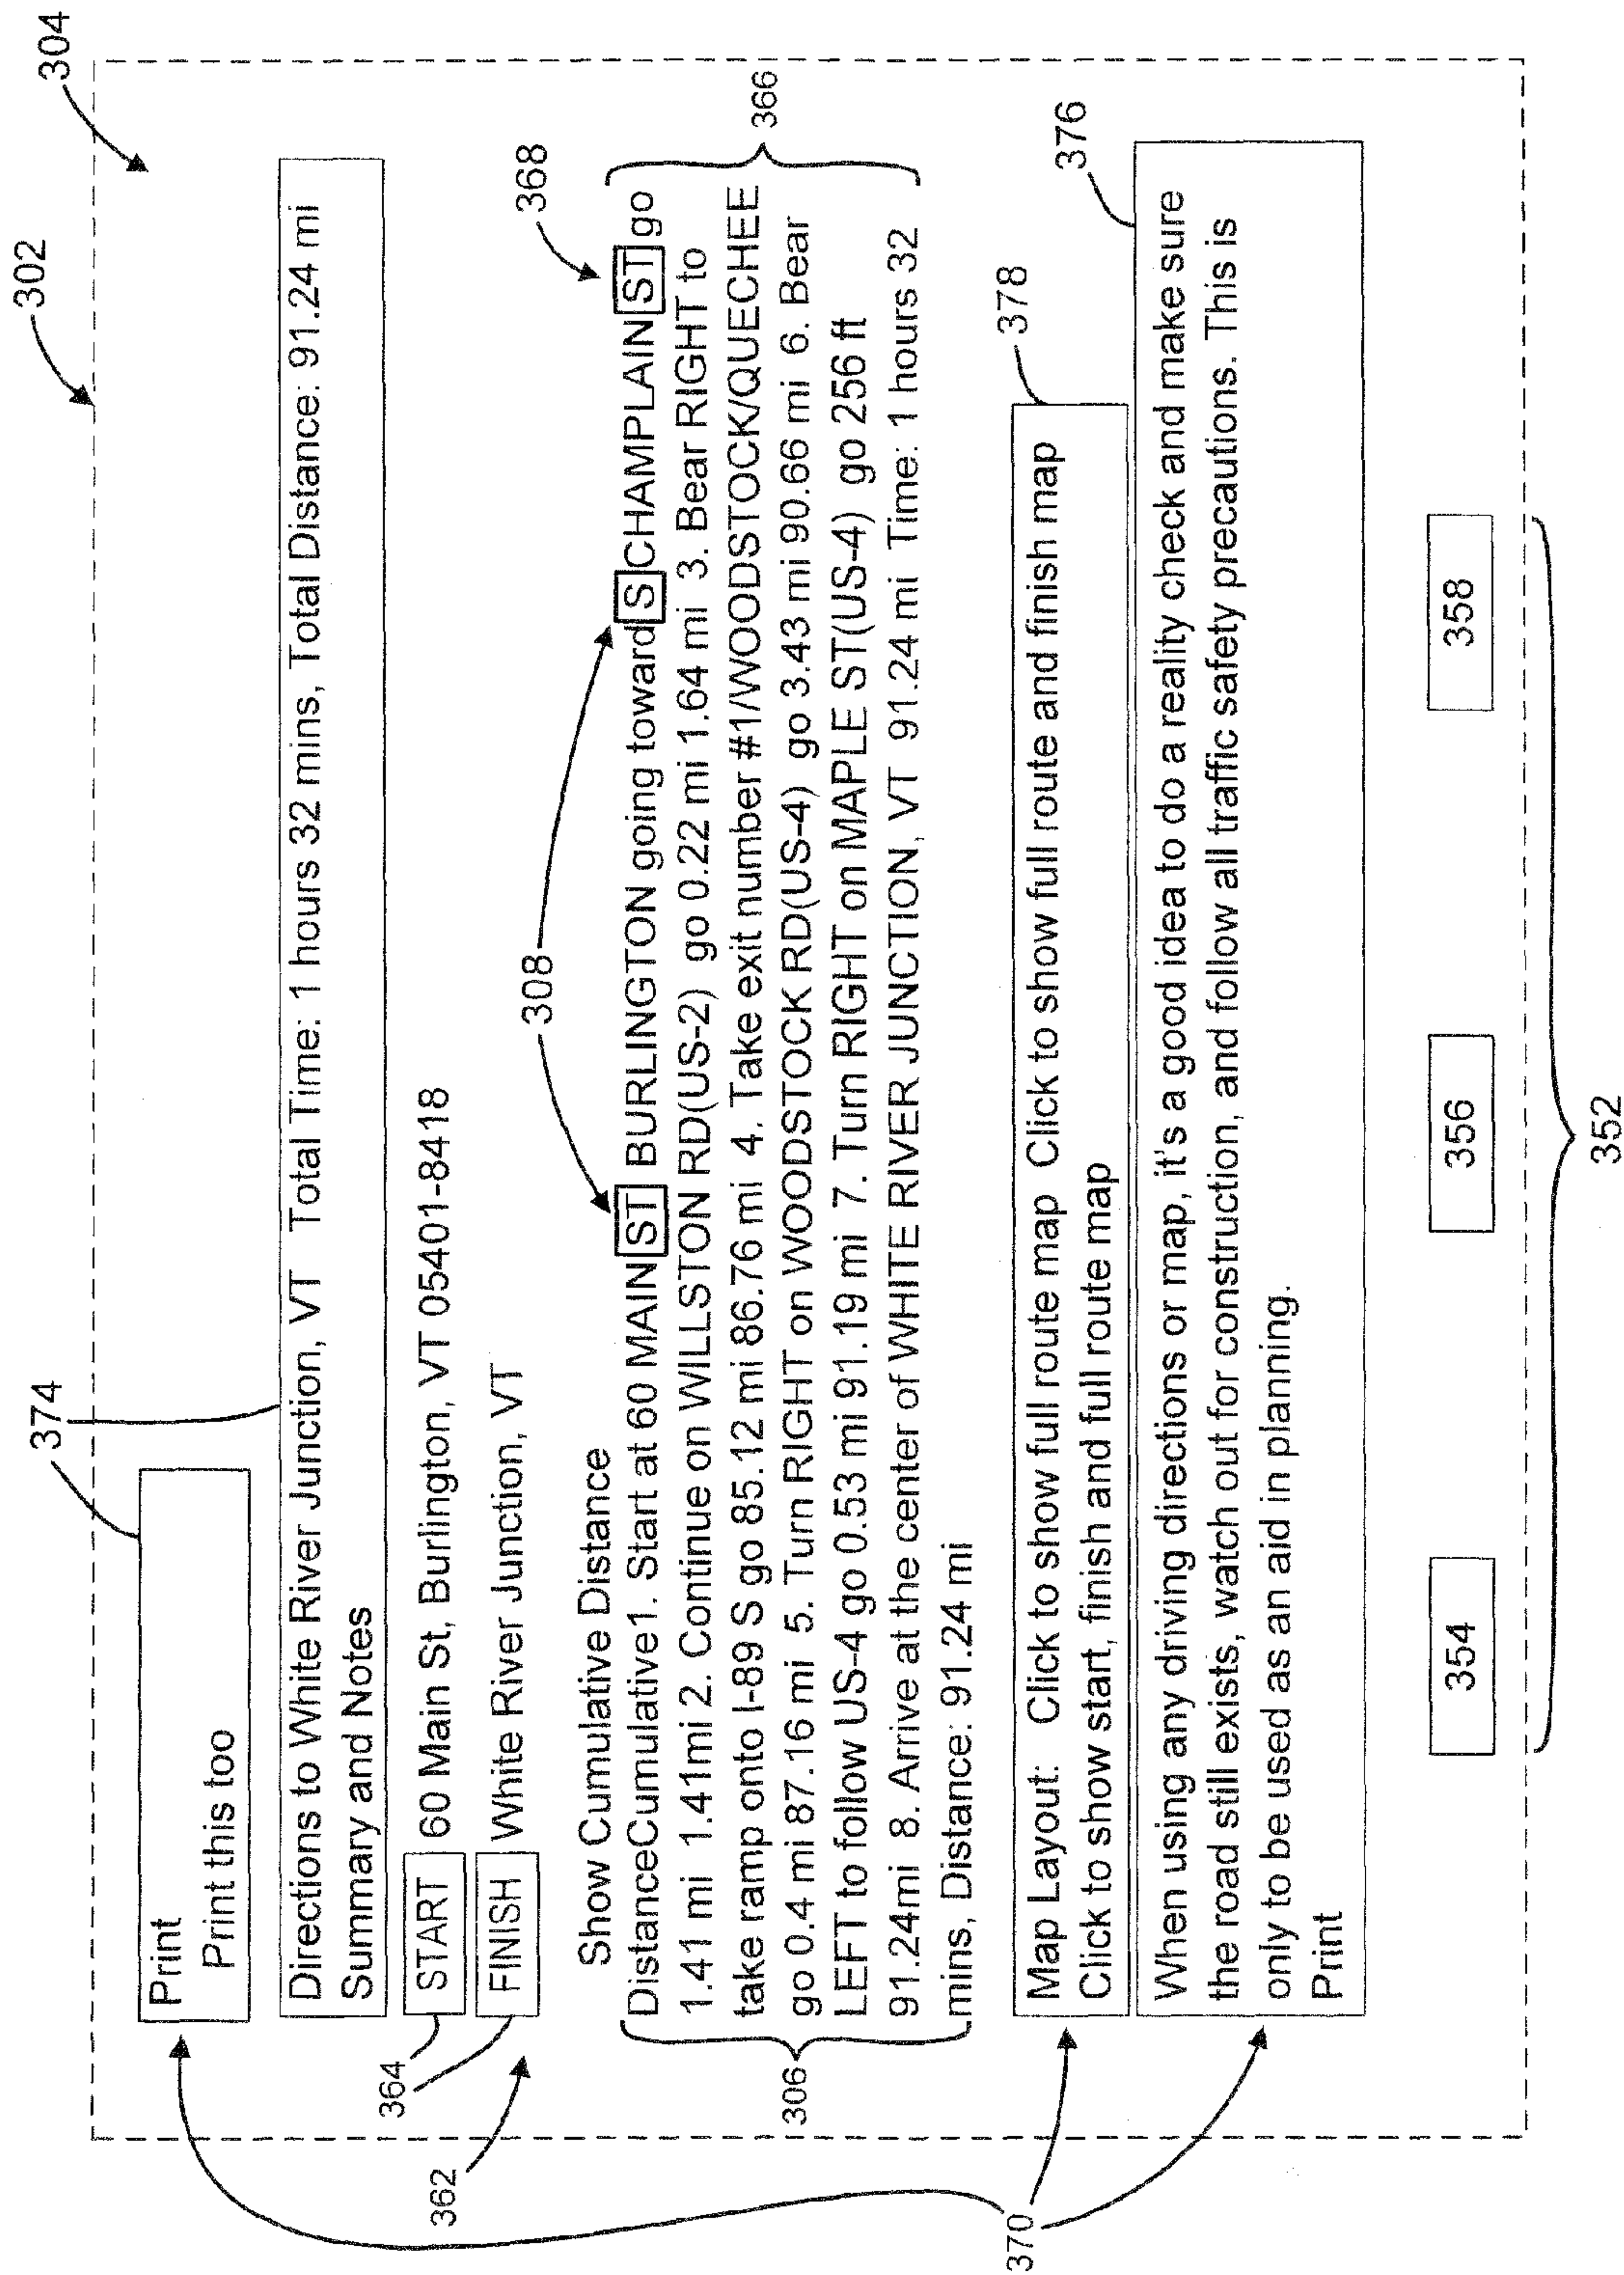 302
304
374
Print
Print this too
Directions to White River Junction, VT Total Time: 1 hours 32 mins, Total Distance: 91.24 mi
Summary and Notes
364
START 60 Main St, Burlington, VT 05401-8418
FINISH White River Junction, VT
362
308
368
Show Cumulative Distance
DistanceCumulative1. Start at 60 MAIN ST BURLINGTON going toward S CHAMPLAIN ST go
1.41 mi 1.41mi 2. Continue on WILLSTON RD(US-2) go 0.22 mi 1.64 mi 3. Bear RIGHT to
take ramp onto I-89 S go 85.12 mi 86.76 mi 4. Take exit number #1/WOODSTOCK/QUECHEE
go 0.4 mi 87.16 mi 5. Turn RIGHT on WOODSTOCK RD(US-4) go 3.43 mi 90.66 mi 6. Bear
LEFT to follow US-4 go 0.53 mi 91.19 mi 7. Turn RIGHT on MAPLE ST(US-4) go 256 ft
91.24mi 8. Arrive at the center of WHITE RIVER JUNCTION, VT 91.24 mi Time: 1 hours 32
mins, Distance: 91.24 mi
306
366
370
378
376
Map Layout: Click to show full route map Click to show full route and finish map
Click to show start, finish and full route map
When using any driving directions or map, it's a good idea to do a reality check and make sure
the road still exists, watch out for construction, and follow all traffic safety precautions. This is
only to be used as an aid in planning.
Print
354
356
358
352